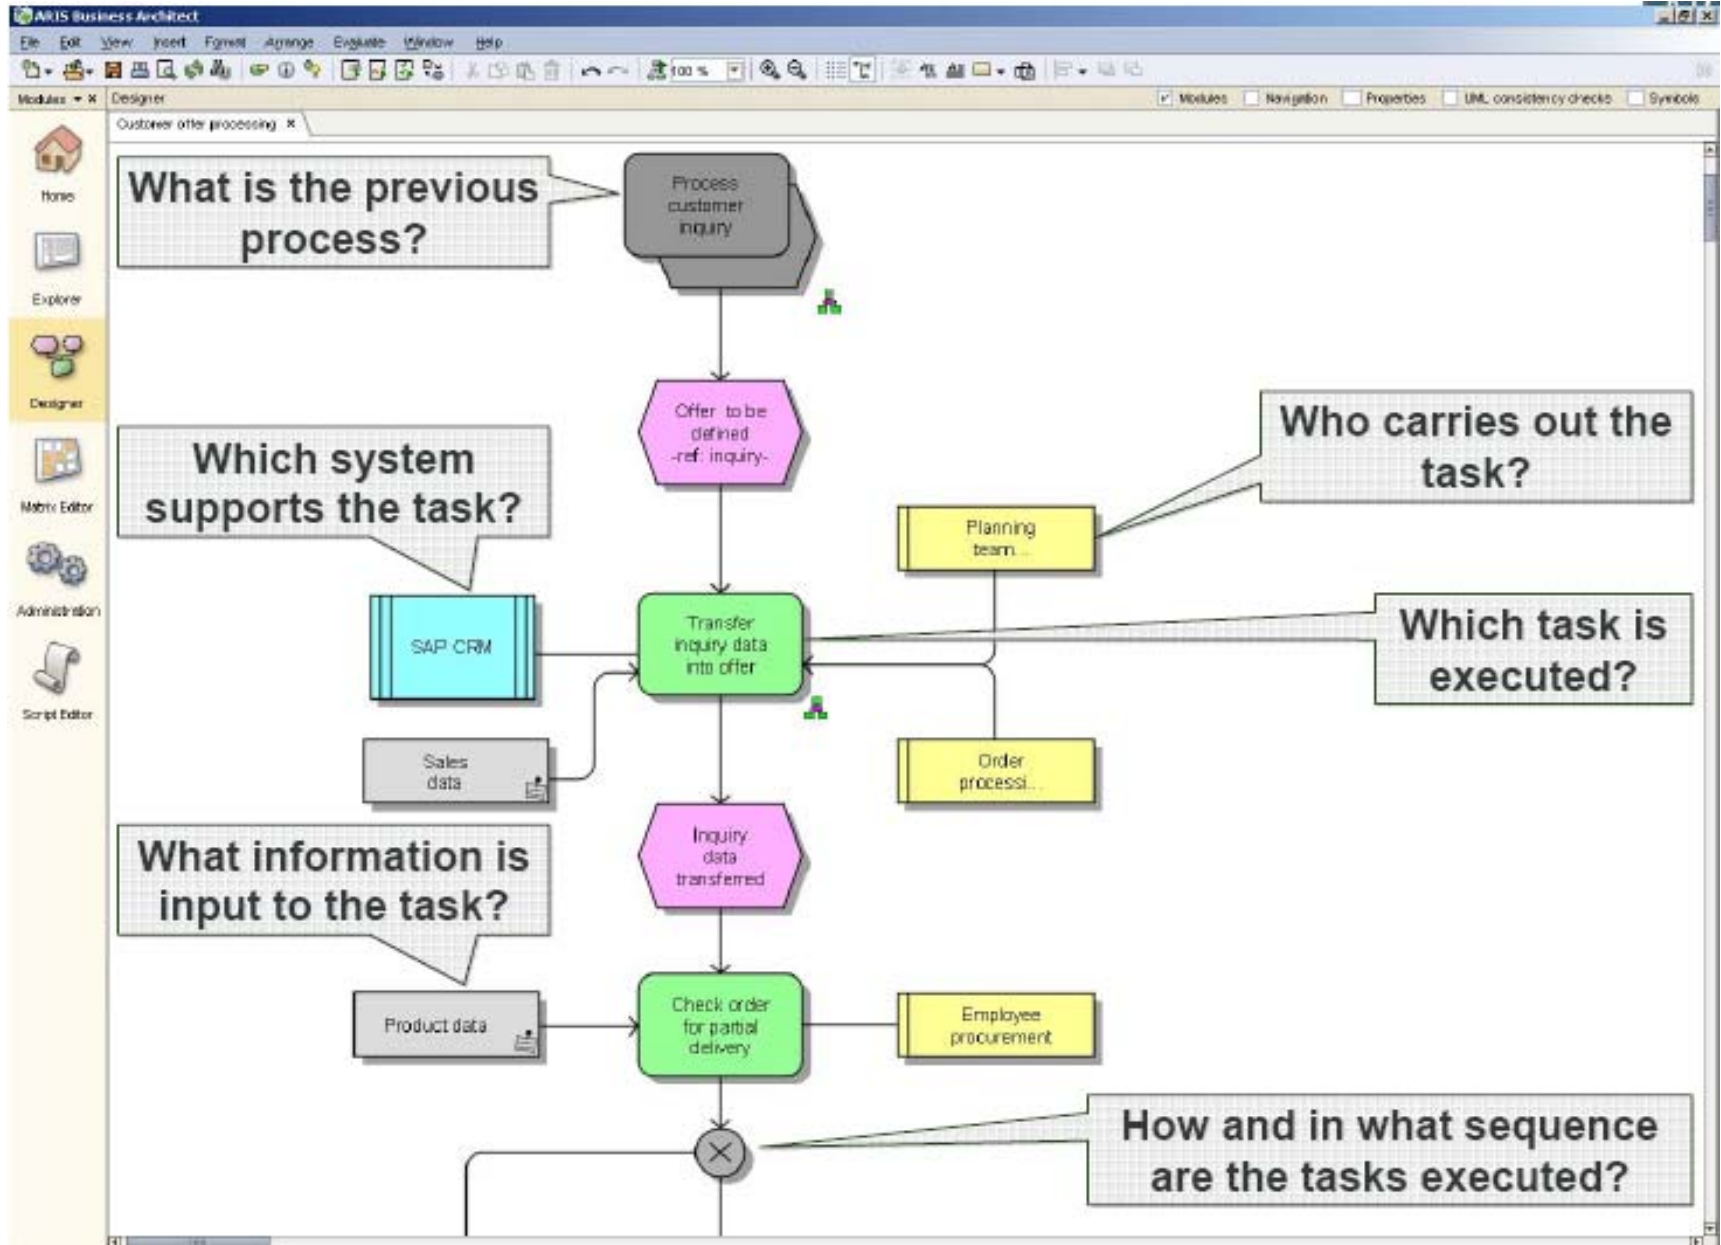 ARIS Business Architect
File Edit View Insert Format Arrange Evaluate Window Help
100 %
Modules Designer Modules Navigation Properties UML consistency checks Symbols
Customer offer processing
Home
Explorer
Designer
Matrix Editor
Administration
Script Editor
What is the previous
process?
Process
customer
inquiry
Offer to be
defined
-ref: inquiry-
Which system
supports the task?
Who carries out the
task?
Planning
team...
SAP CRM
Transfer
inquiry data
into offer
Which task is
executed?
Sales
data
Order
processi...
What information is
input to the task?
Inquiry
data
transferred
Product data
Check order
for partial
delivery
Employee
procurement
How and in what sequence
are the tasks executed?